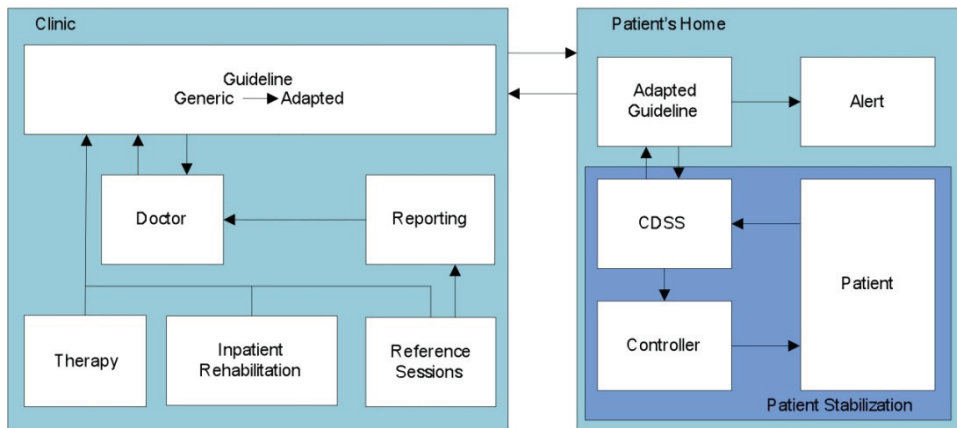 Clinic
Guideline
Generic Adapted
Doctor
Reporting
Therapy
Inpatient
Rehabilitation
Reference
Sessions
Patient's Home
Adapted
Guideline
Alert
CDSS
Patient
Controller
Patient Stabilization